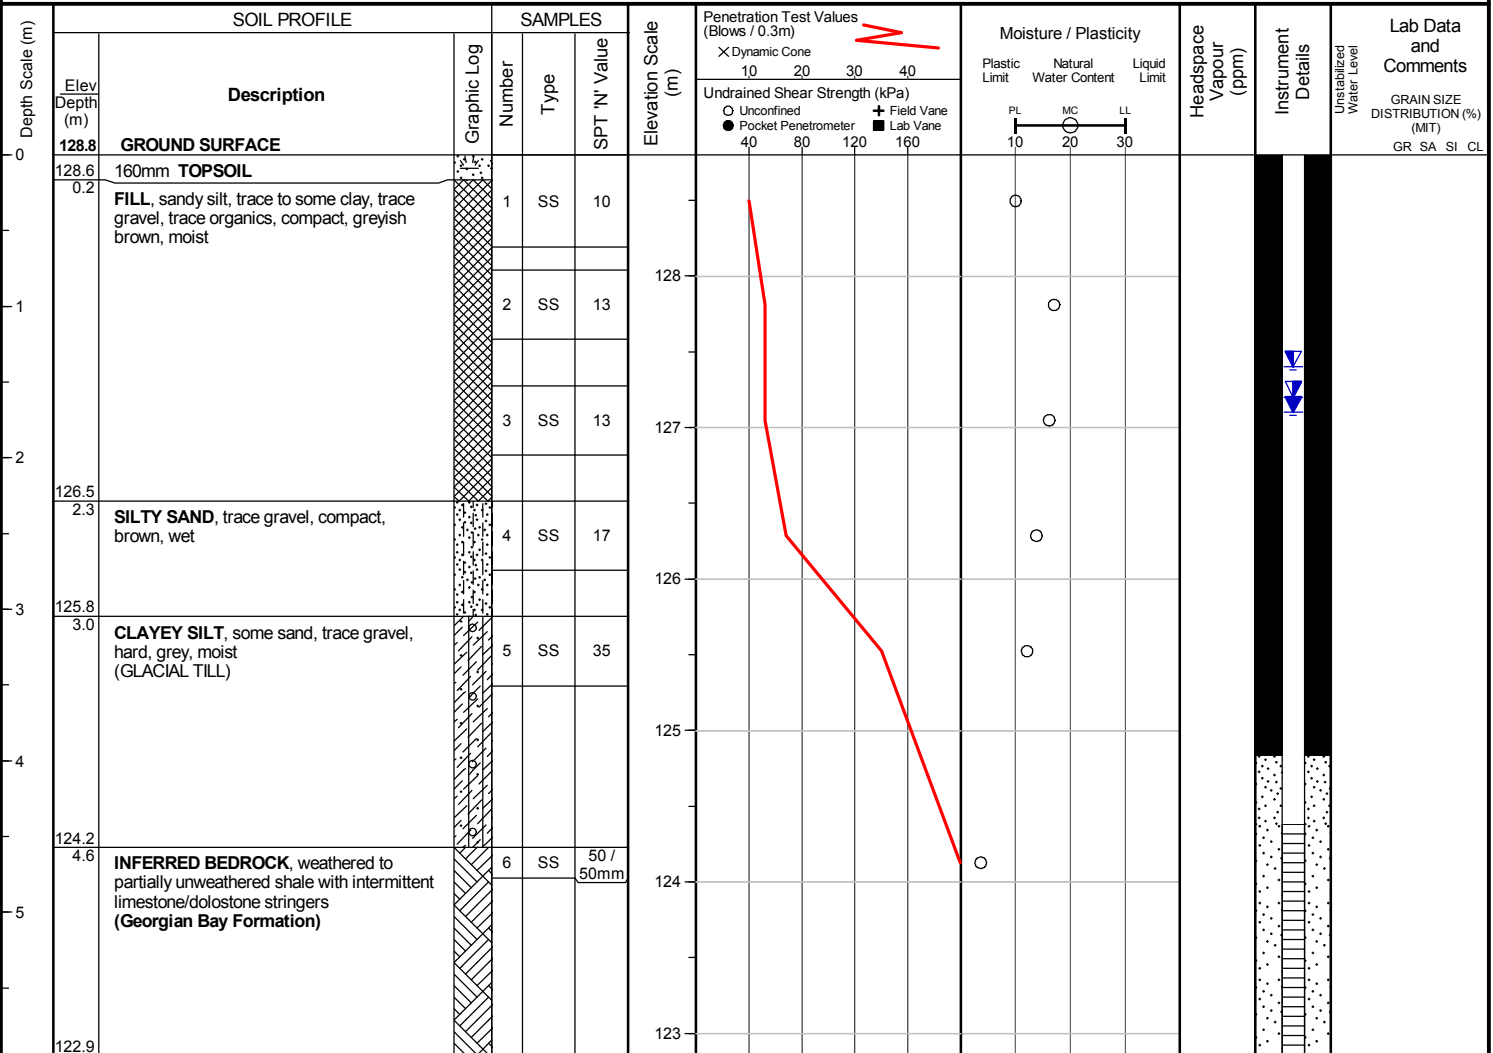 SOIL PROFILE
SAMPLES
Depth Scale (m)
Elev
Depth
(m)
Description
Graphic Log
Number
Type
SPT 'N' Value
Elevation Scale
(m)
Penetration Test Values
(Blows / 0.3m)
Dynamic Cone
10 20 30 40
Undrained Shear Strength (kPa)
Unconfined
Field Vane
Pocket Penetrometer
Lab Vane
40 80 120 160
Moisture / Plasticity
Plastic
Limit
Natural
Water Content
Liquid
Limit
PL MC LL
10 20 30
Headspace
Vapour
(ppm)
Instrument
Details
Unstabilized
Water Level
Lab Data
and
Comments
GRAIN SIZE
DISTRIBUTION (%)
(MIT)
GR SA SI CL
128.8 GROUND SURFACE
0
128.6 160mm TOPSOIL
0.2
FILL, sandy silt, trace to some clay, trace
gravel, trace organics, compact, greyish
brown, moist
1 SS 10
128
1
2 SS 13
3 SS 13
127
2
126.5
2.3
SILTY SAND, trace gravel, compact,
brown, wet
4 SS 17
126
3
125.8
3.0
CLAYEY SILT, some sand, trace gravel,
hard, grey, moist
(GLACIAL TILL)
5 SS 35
125
4
124.2
4.6
INFERRED BEDROCK, weathered to
partially unweathered shale with intermittent
limestone/dolostone stringers
(Georgian Bay Formation)
6 SS 50 /
50mm
124
5
123
122.9